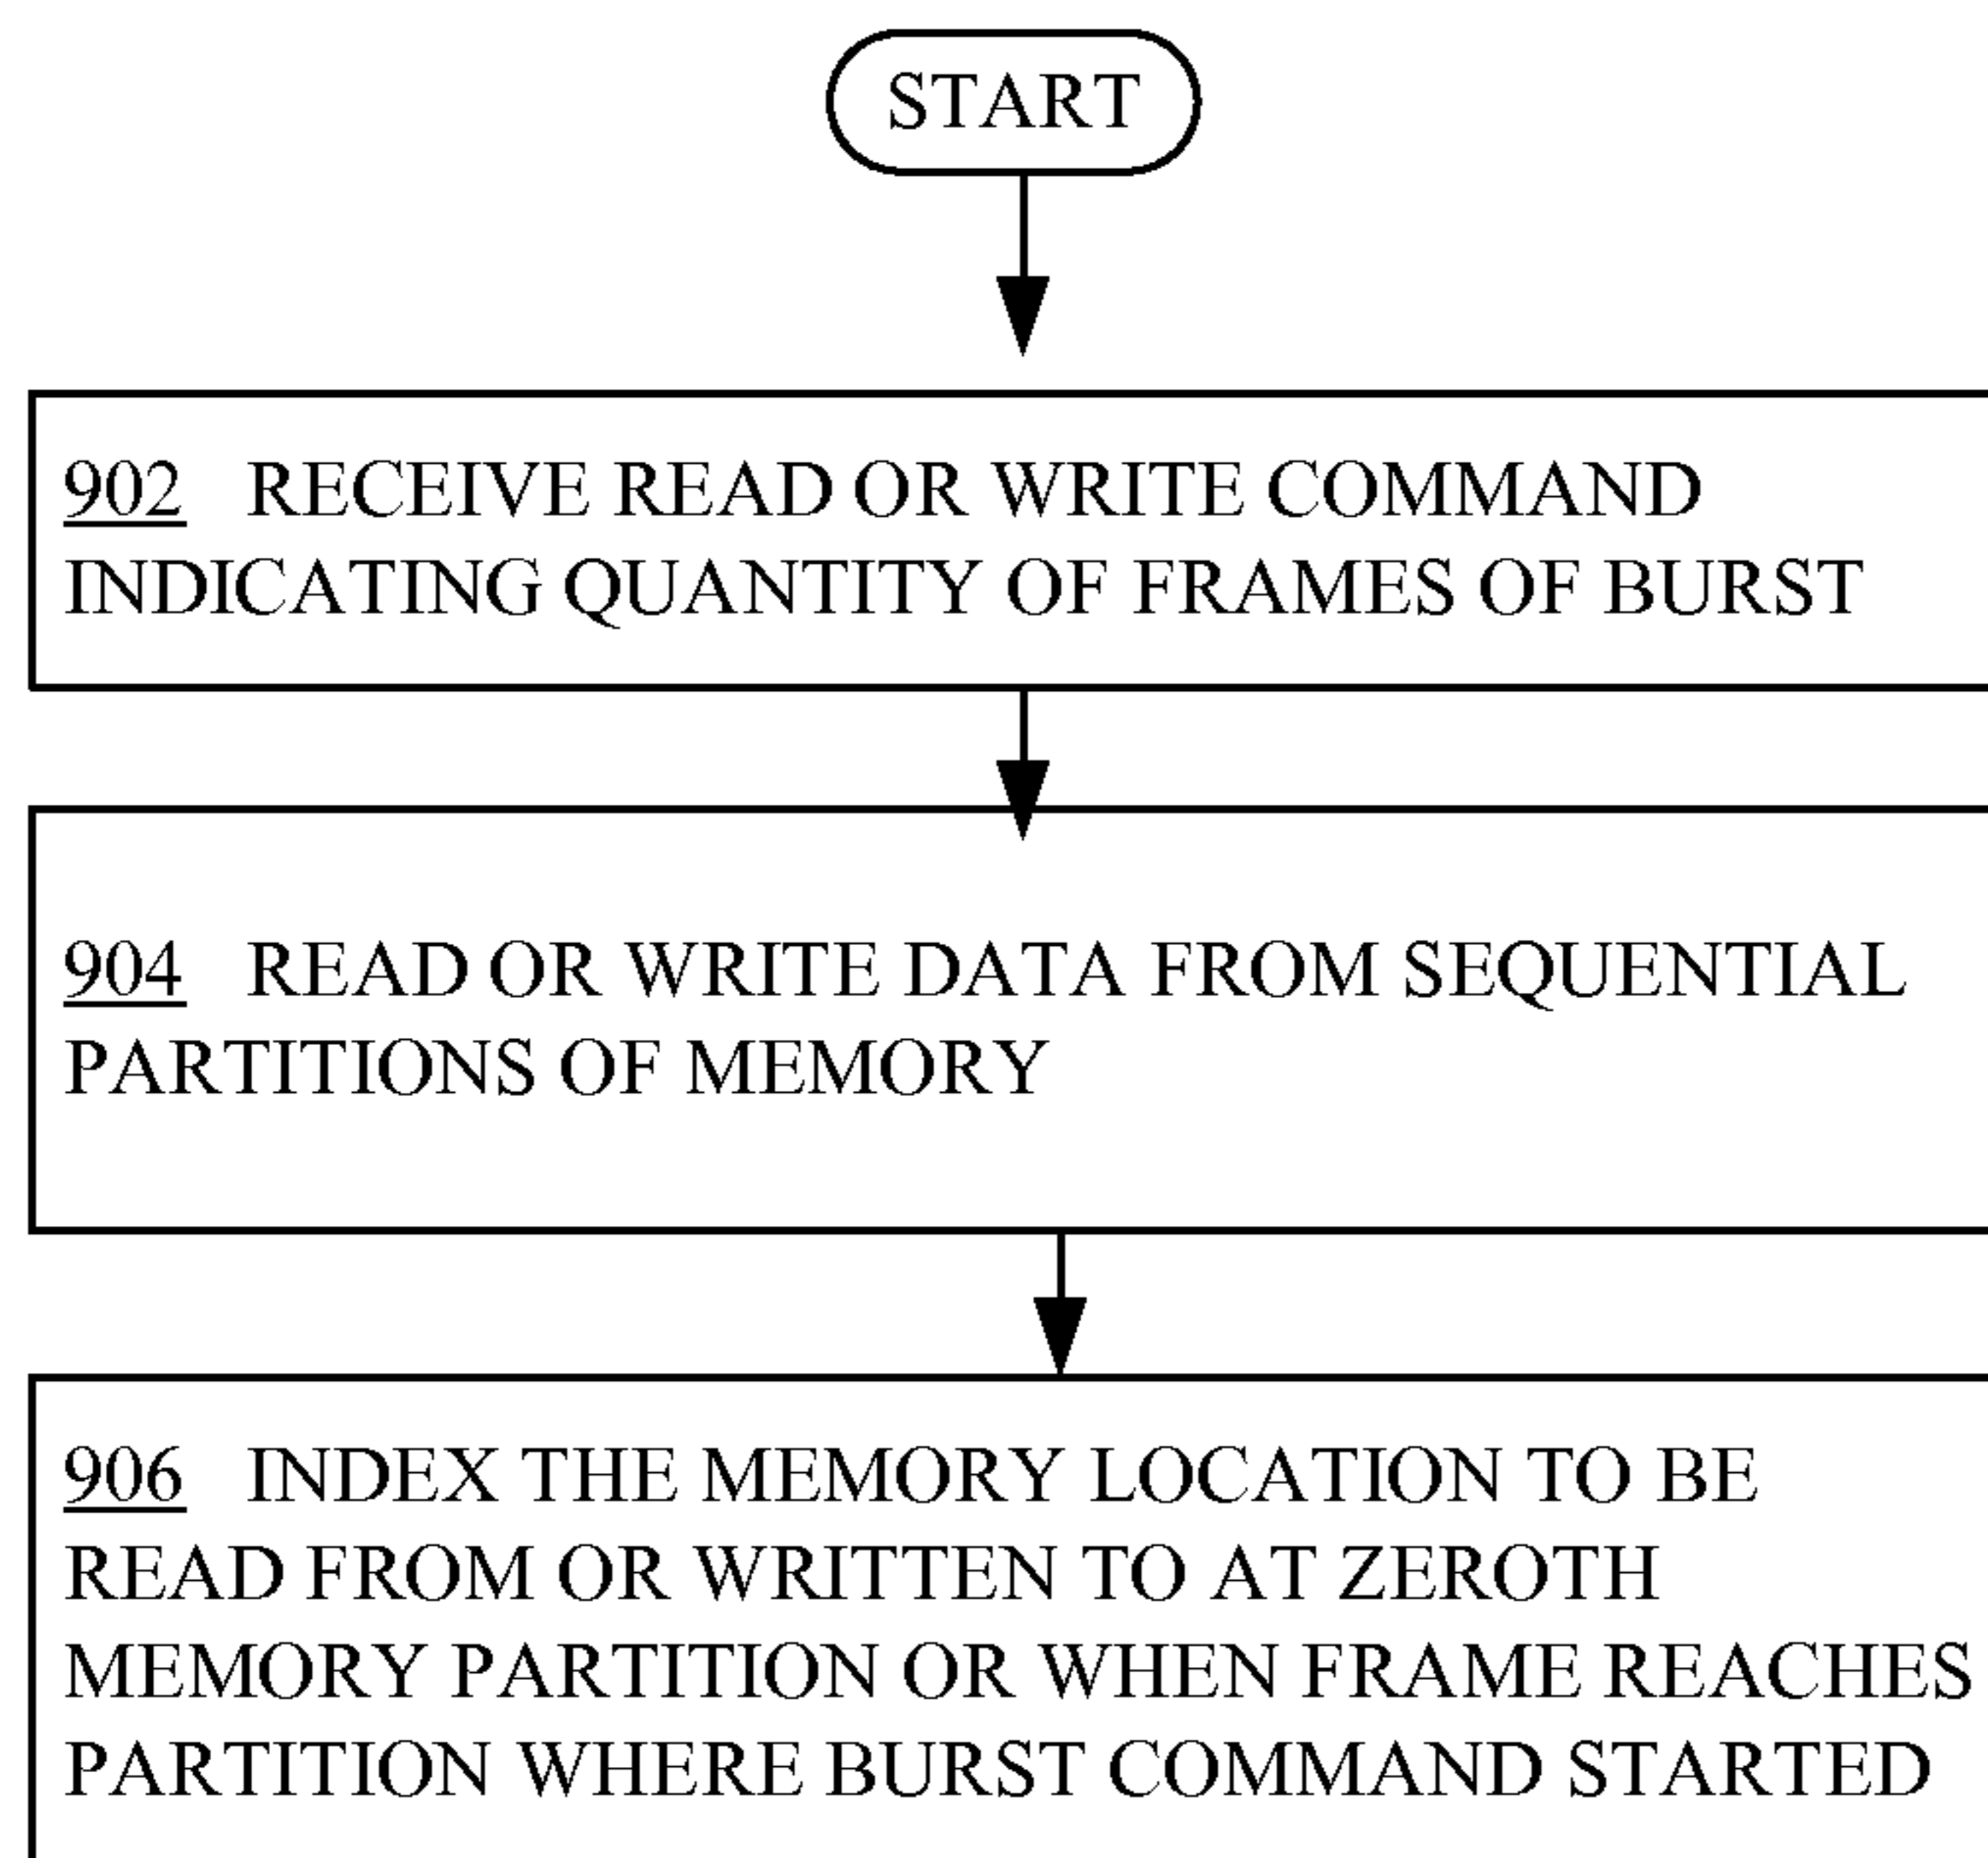 START
902 RECEIVE READ OR WRITE COMMAND
INDICATING QUANTITY OF FRAMES OF BURST
904 READ OR WRITE DATA FROM SEQUENTIAL
PARTITIONS OF MEMORY
906 INDEX THE MEMORY LOCATION TO BE
READ FROM OR WRITTEN TO AT ZEROTH
MEMORY PARTITION OR WHEN FRAME REACHES
PARTITION WHERE BURST COMMAND STARTED